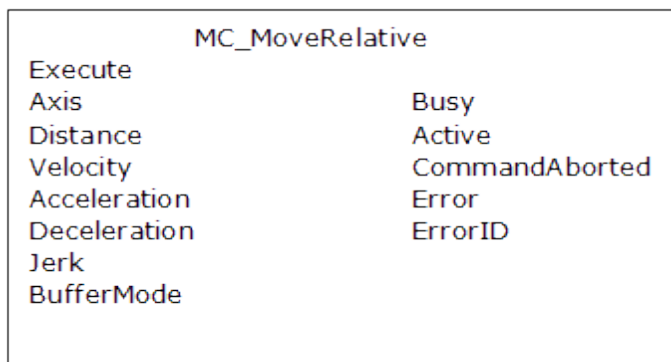 MC_MoveRelative
Execute
Axis Busy
Distance Active
Velocity CommandAborted
Acceleration Error
Deceleration ErrorID
Jerk
BufferMode